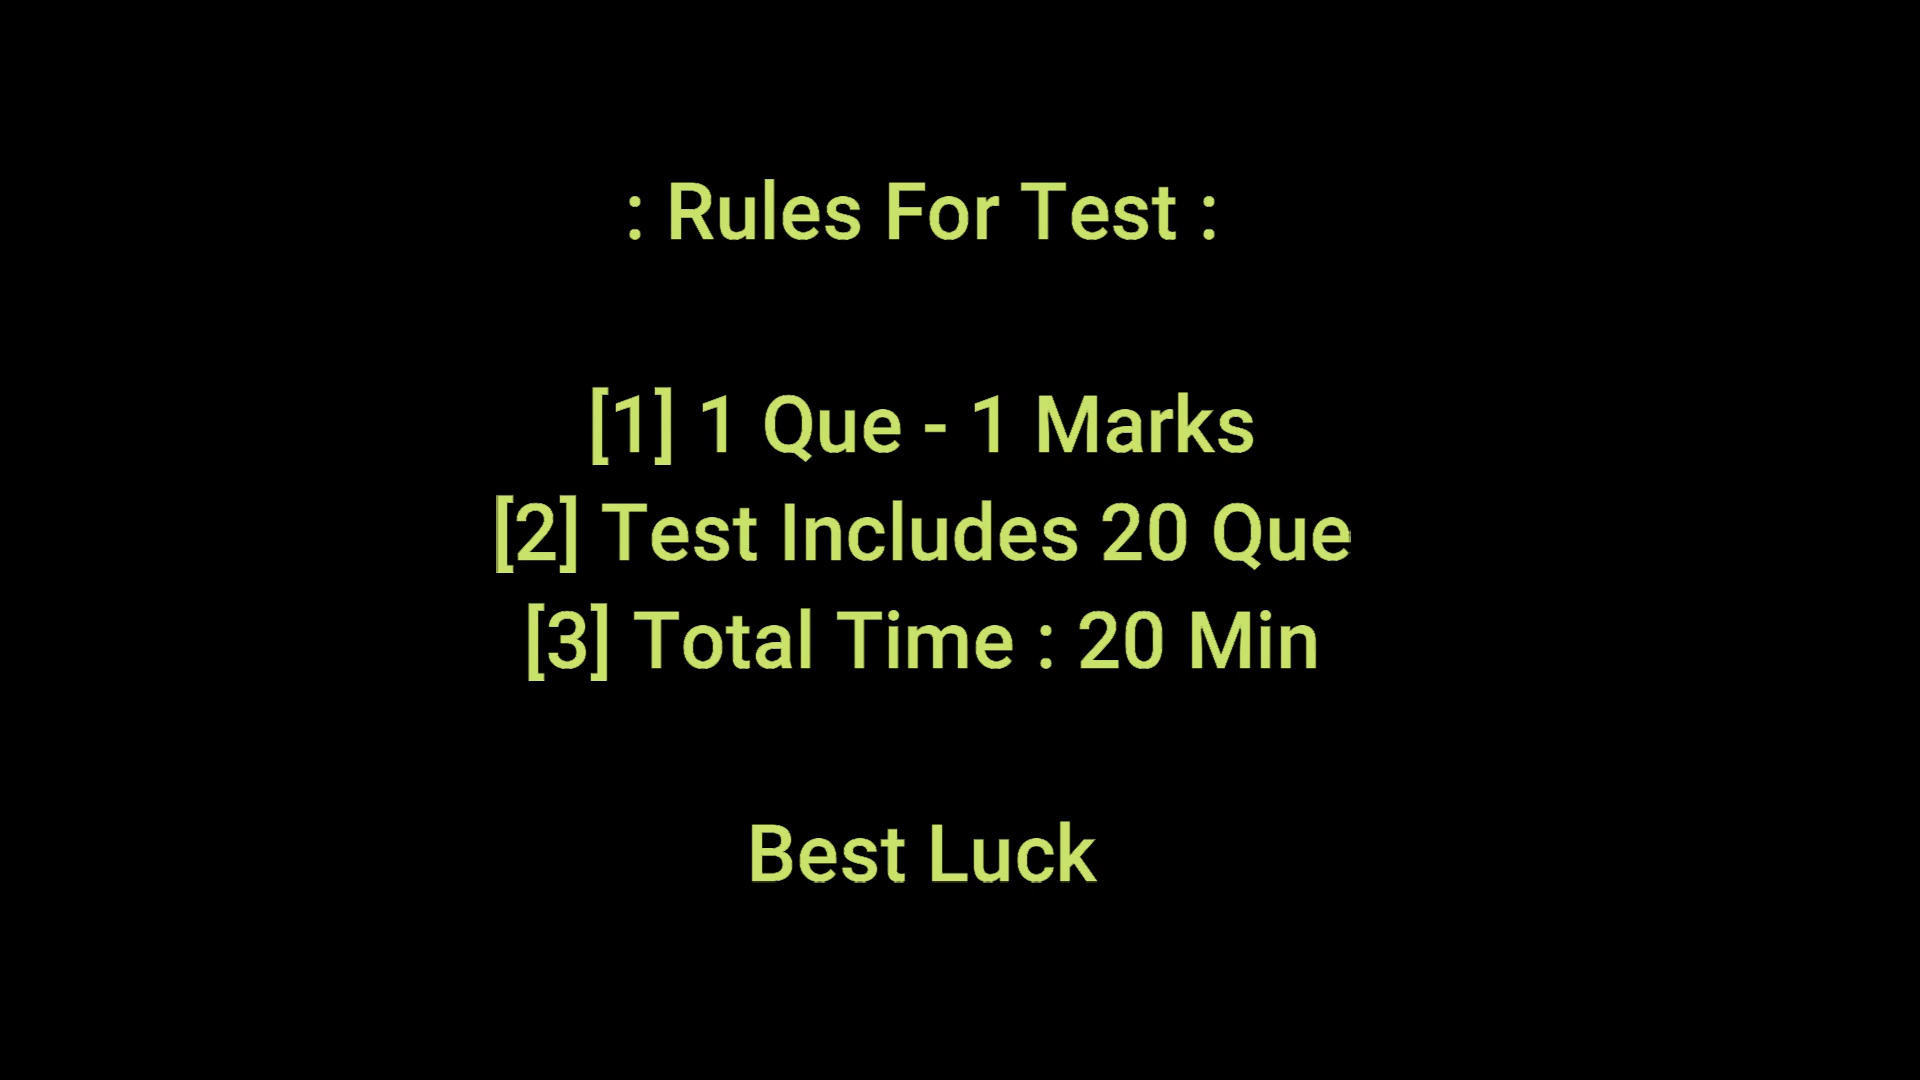 : Rules For Test :
[1] 1 Que - 1 Marks
[2] Test Includes 20 Que
[3] Total Time : 20 Min
Best Luck